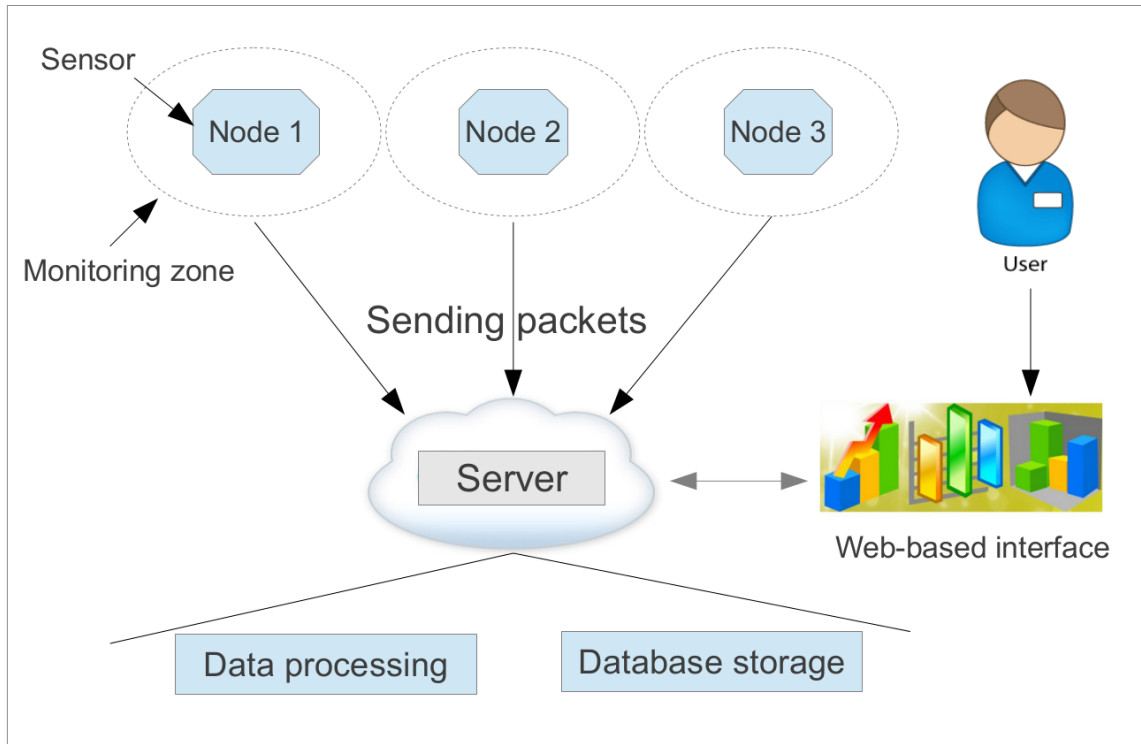 Sensor
Node 1
Node 2
Node 3
Monitoring zone
User
Sending packets
Server
Web-based interface
Data processing
Database storage